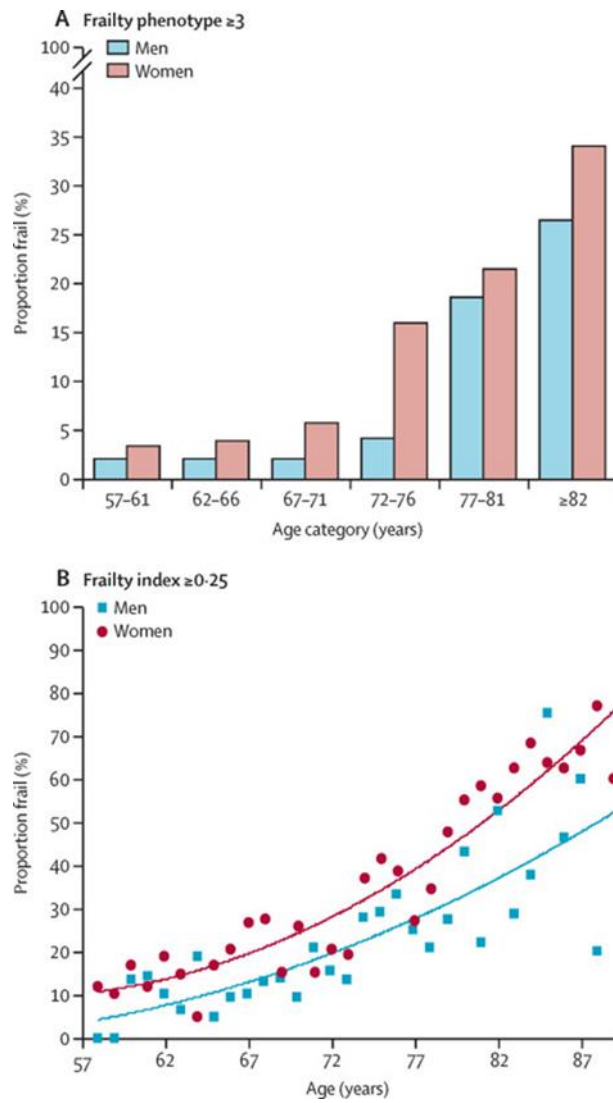 A Frailty phenotype ≥3
Men
Women
100
40
35
30
25
20
15
10
5
0
Proportion frail (%)
57–61 62–66 67–71 72–76 77–81 ≥82
Age category (years)
B Frailty index ≥0·25
Men
Women
100
90
80
70
60
50
40
30
20
10
0
Proportion frail (%)
57 62 67 72 77 82 87
Age (years)